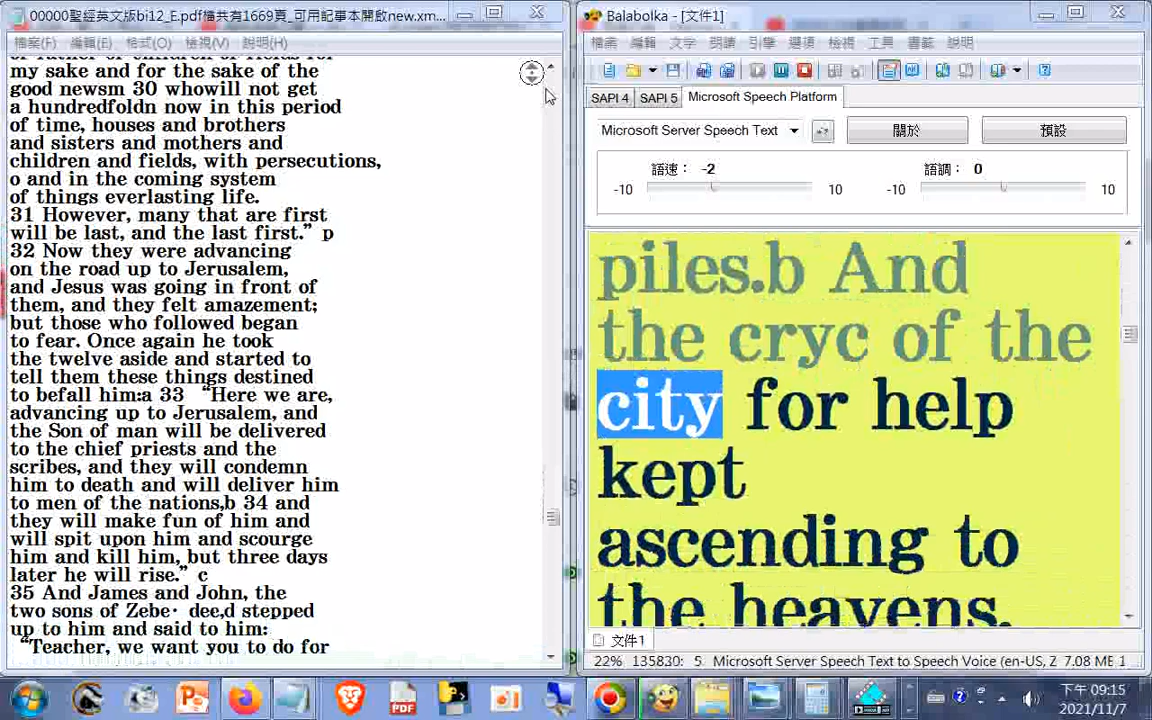 00000聖經英文版bi12_E.pdf檔共有1669頁_可用記事本開啟new.xm...
檔案(F) 編輯(E) 格式(O) 檢視(V) 說明(H)
my sake and for the sake of the
good newsm 30 whowill not get
a hundredfoldn now in this period
of time, houses and brothers
and sisters and mothers and
children and fields, with persecutions,
o and in the coming system
of things everlasting life.
31 However, many that are first
will be last, and the last first.” p
32 Now they were advancing
on the road up to Jerusalem,
and Jesus was going in front of
them, and they felt amazement;
but those who followed began
to fear. Once again he took
the twelve aside and started to
tell them these things destined
to befall him:a 33 “Here we are,
advancing up to Jerusalem, and
the Son of man will be delivered
to the chief priests and the
scribes, and they will condemn
him to death and will deliver him
to men of the nations,b 34 and
they will make fun of him and
will spit upon him and scourge
him and kill him, but three days
later he will rise.” c
35 And James and John, the
two sons of Zebe· dee,d stepped
up to him and said to him:
“Teacher, we want you to do for
Balabolka - [文件1]
檔案 編輯 文字 朗讀 引擎 選項 檢視 工具 書籤 說明
SAPI 4 SAPI 5 Microsoft Speech Platform
Microsoft Server Speech Text 關於 預設
語速： -2 語調： 0
-10 10 -10 10
piles.b And
the cryc of the
city for help
kept
ascending to
the heavens.
文件1
22% 135830: 5 Microsoft Server Speech Text to Speech Voice (en-US, Z 7.08 MB 1
PDF
下午 09:15
2021/11/7